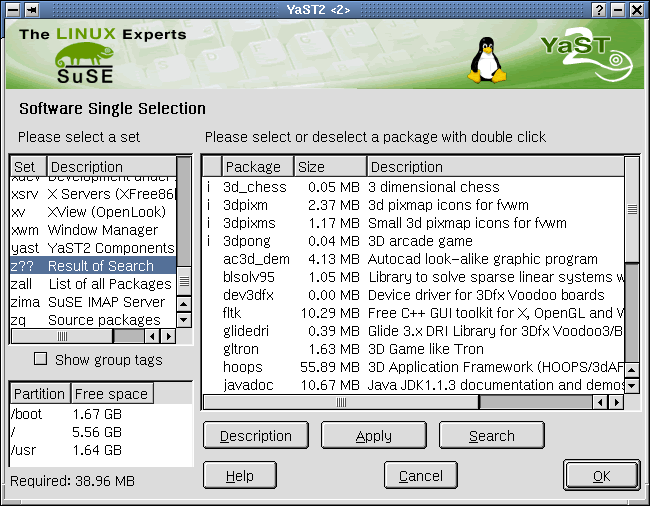 YaST2 <2>
The LINUX Experts
SuSE
YaST
2
Software Single Selection
Please select a set
Please select or deselect a package with double click
Set Description
xdev Development under
xsrv X Servers (XFree86
xv XView (OpenLook)
xwm Window Manager
yast YaST2 Components
z?? Result of Search
zall List of all Packages
zima SuSE IMAP Server
zq Source packages
Show group tags
Partition Free space
/boot 1.67 GB
/ 5.56 GB
/usr 1.64 GB
Required: 38.96 MB
Package Size Description
i 3d_chess 0.05 MB 3 dimensional chess
i 3dpixm 2.37 MB 3d pixmap icons for fvwm
i 3dpixms 1.17 MB Small 3d pixmap icons for fvwm
i 3dpong 0.04 MB 3D arcade game
ac3d_dem 4.13 MB Autocad look-alike graphic program
blsolv95 1.05 MB Library to solve sparse linear systems w
dev3dfx 0.00 MB Device driver for 3Dfx Voodoo boards
fltk 10.29 MB Free C++ GUI toolkit for X, OpenGL and W
glidedri 0.39 MB Glide 3.x DRI Library for 3Dfx Voodoo3/B
gltron 1.63 MB 3D Game like Tron
hoops 55.89 MB 3D Application Framework (HOOPS/3dAF
javadoc 10.67 MB Java JDK1.1.3 documentation and demos
Description Apply Search
Help Cancel OK